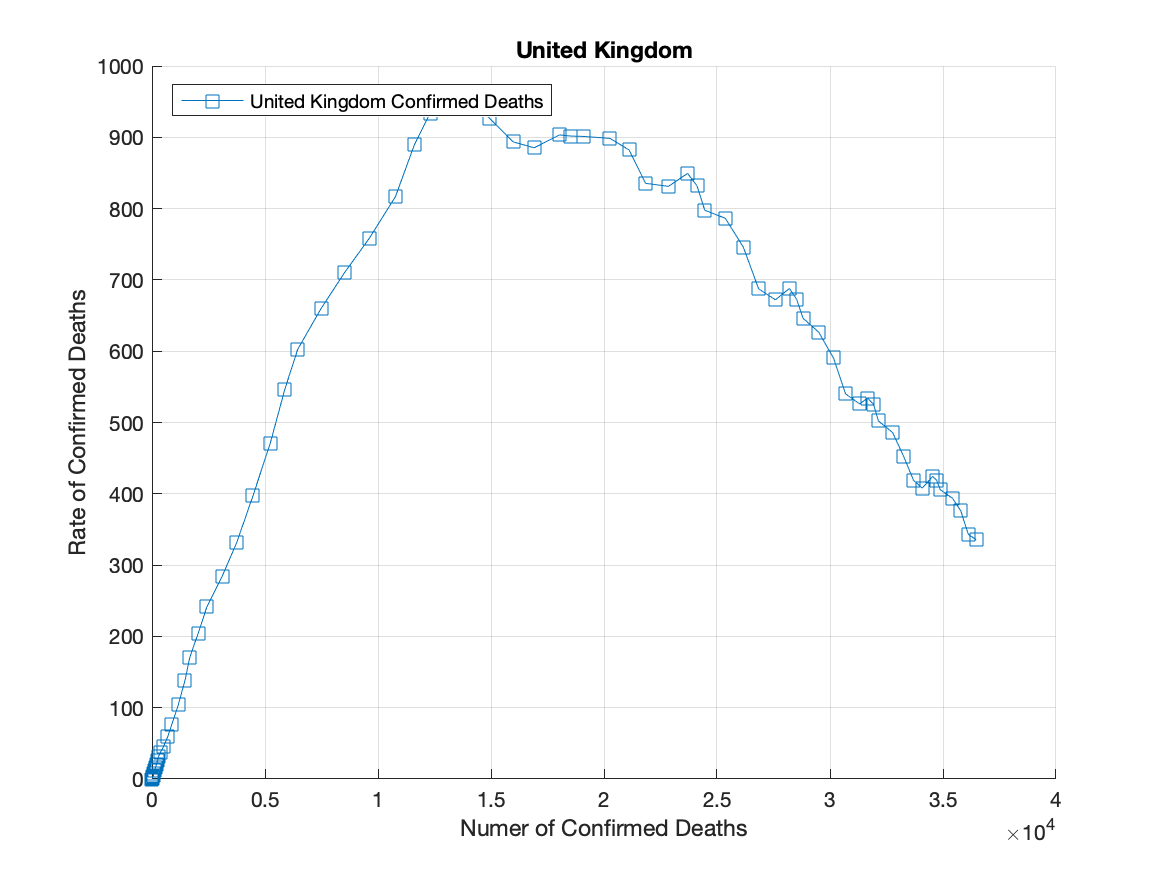 United Kingdom
United Kingdom Confirmed Deaths
Rate of Confirmed Deaths
1000
900
800
700
600
500
400
300
200
100
0
0 0.5 1 1.5 2 2.5 3 3.5 4
×10⁴
Numer of Confirmed Deaths